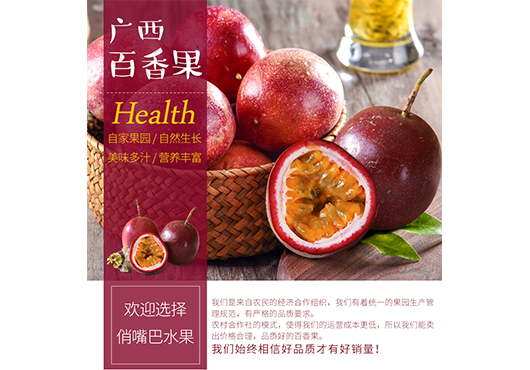 广西
百香果
Health
自家果园/自然生长
美味多汁/营养丰富
欢迎选择
俏嘴巴水果
我们是来自农民的经济合作组织，我们有着统一的果园生产管
理规范，有严格的品质要求。
农村合作社的模式，使得我们的运营成本更低，所以我们能卖
出价格合理，品质好的百香果。
我们始终相信好品质才有好销量！